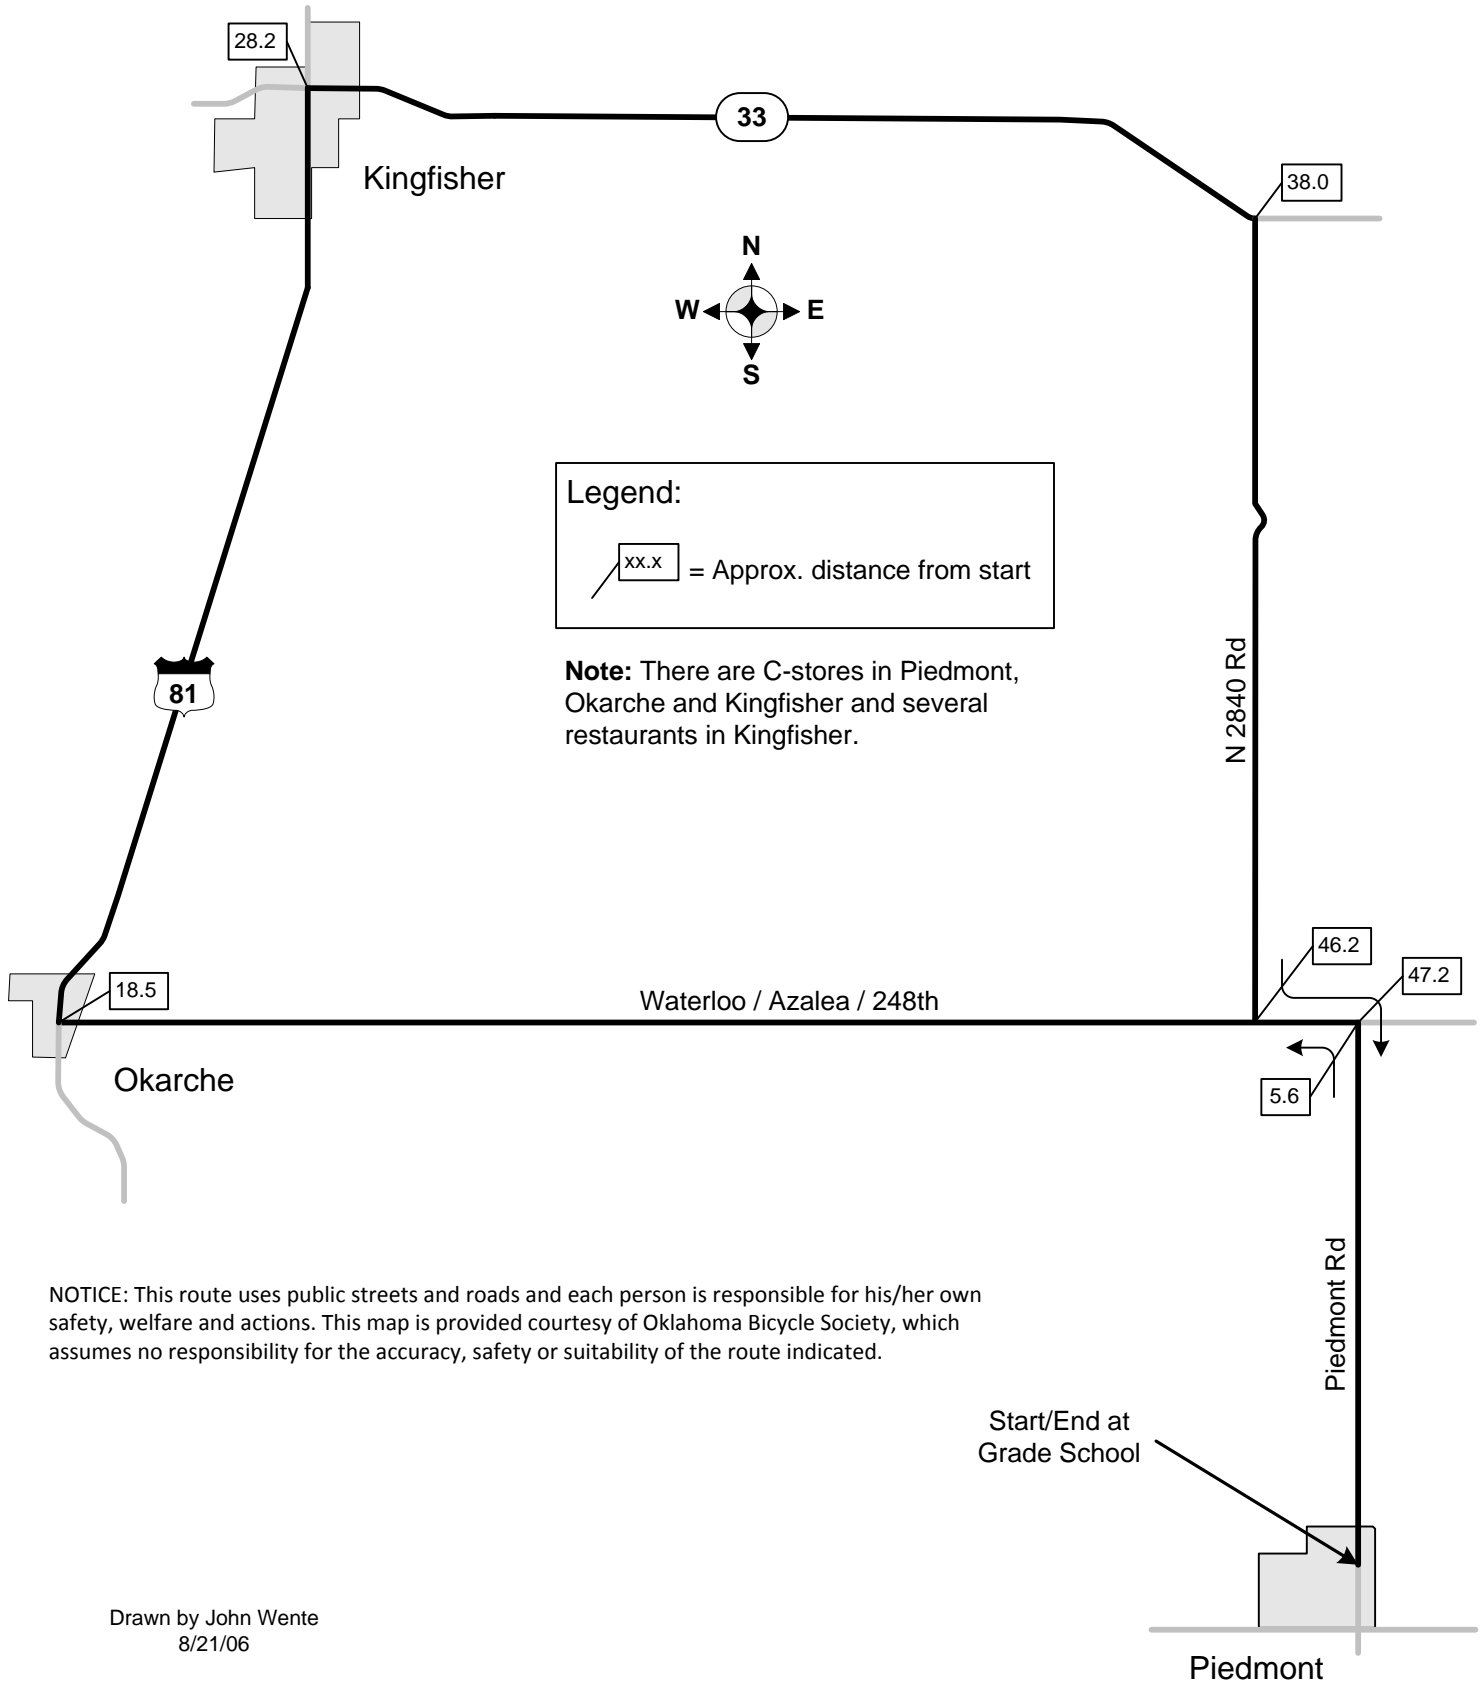 28.2
33
Kingfisher
38.0
N
W
E
S
Legend:
xx.x
= Approx. distance from start
Note: There are C-stores in Piedmont,
Okarche and Kingfisher and several
restaurants in Kingfisher.
81
N 2840 Rd
46.2
47.2
18.5
Waterloo / Azalea / 248th
Okarche
5.6
NOTICE: This route uses public streets and roads and each person is responsible for his/her own
safety, welfare and actions. This map is provided courtesy of Oklahoma Bicycle Society, which
assumes no responsibility for the accuracy, safety or suitability of the route indicated.
Piedmont Rd
Start/End at
Grade School
Drawn by John Wente
8/21/06
Piedmont